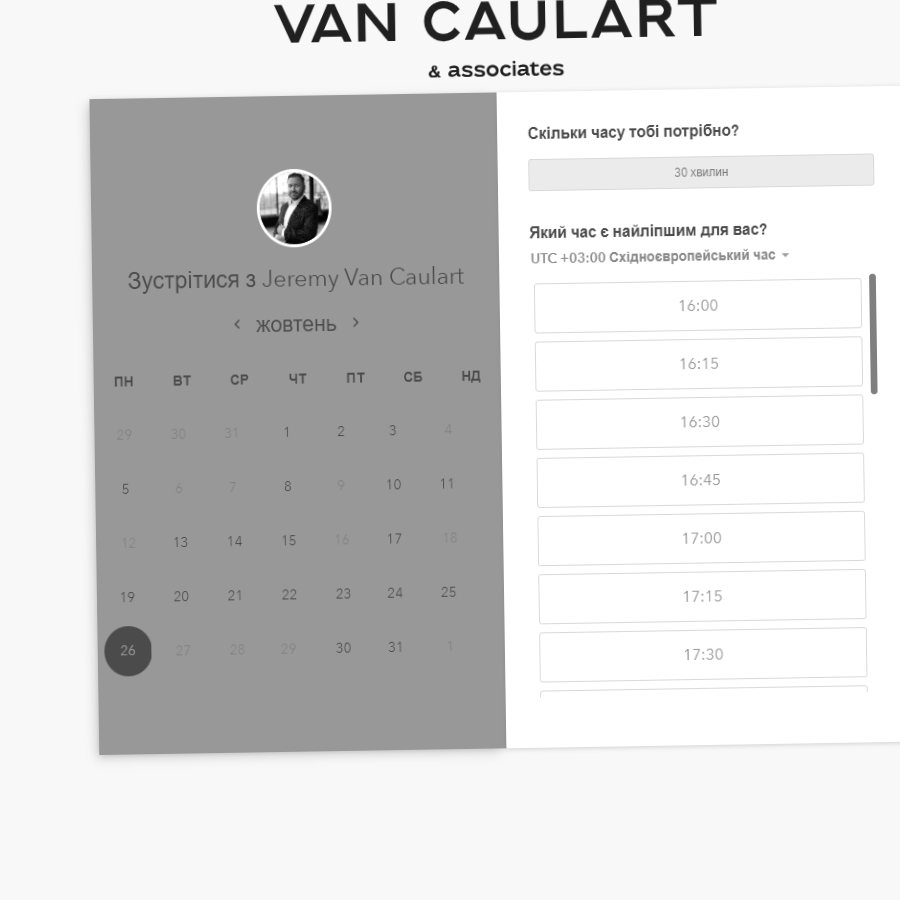 VAN CAULART
& associates
Зустрітися з Jeremy Van Caulart
жовтень
ПН ВТ СР ЧТ ПТ СБ НД
29 30 31 1 2 3 4
5 6 7 8 9 10 11
12 13 14 15 16 17 18
19 20 21 22 23 24 25
26 27 28 29 30 31 1
Скільки часу тобі потрібно?
30 хвилин
Який час є найліпшим для вас?
UTC +03:00 Східноєвропейський час
16:00
16:15
16:30
16:45
17:00
17:15
17:30